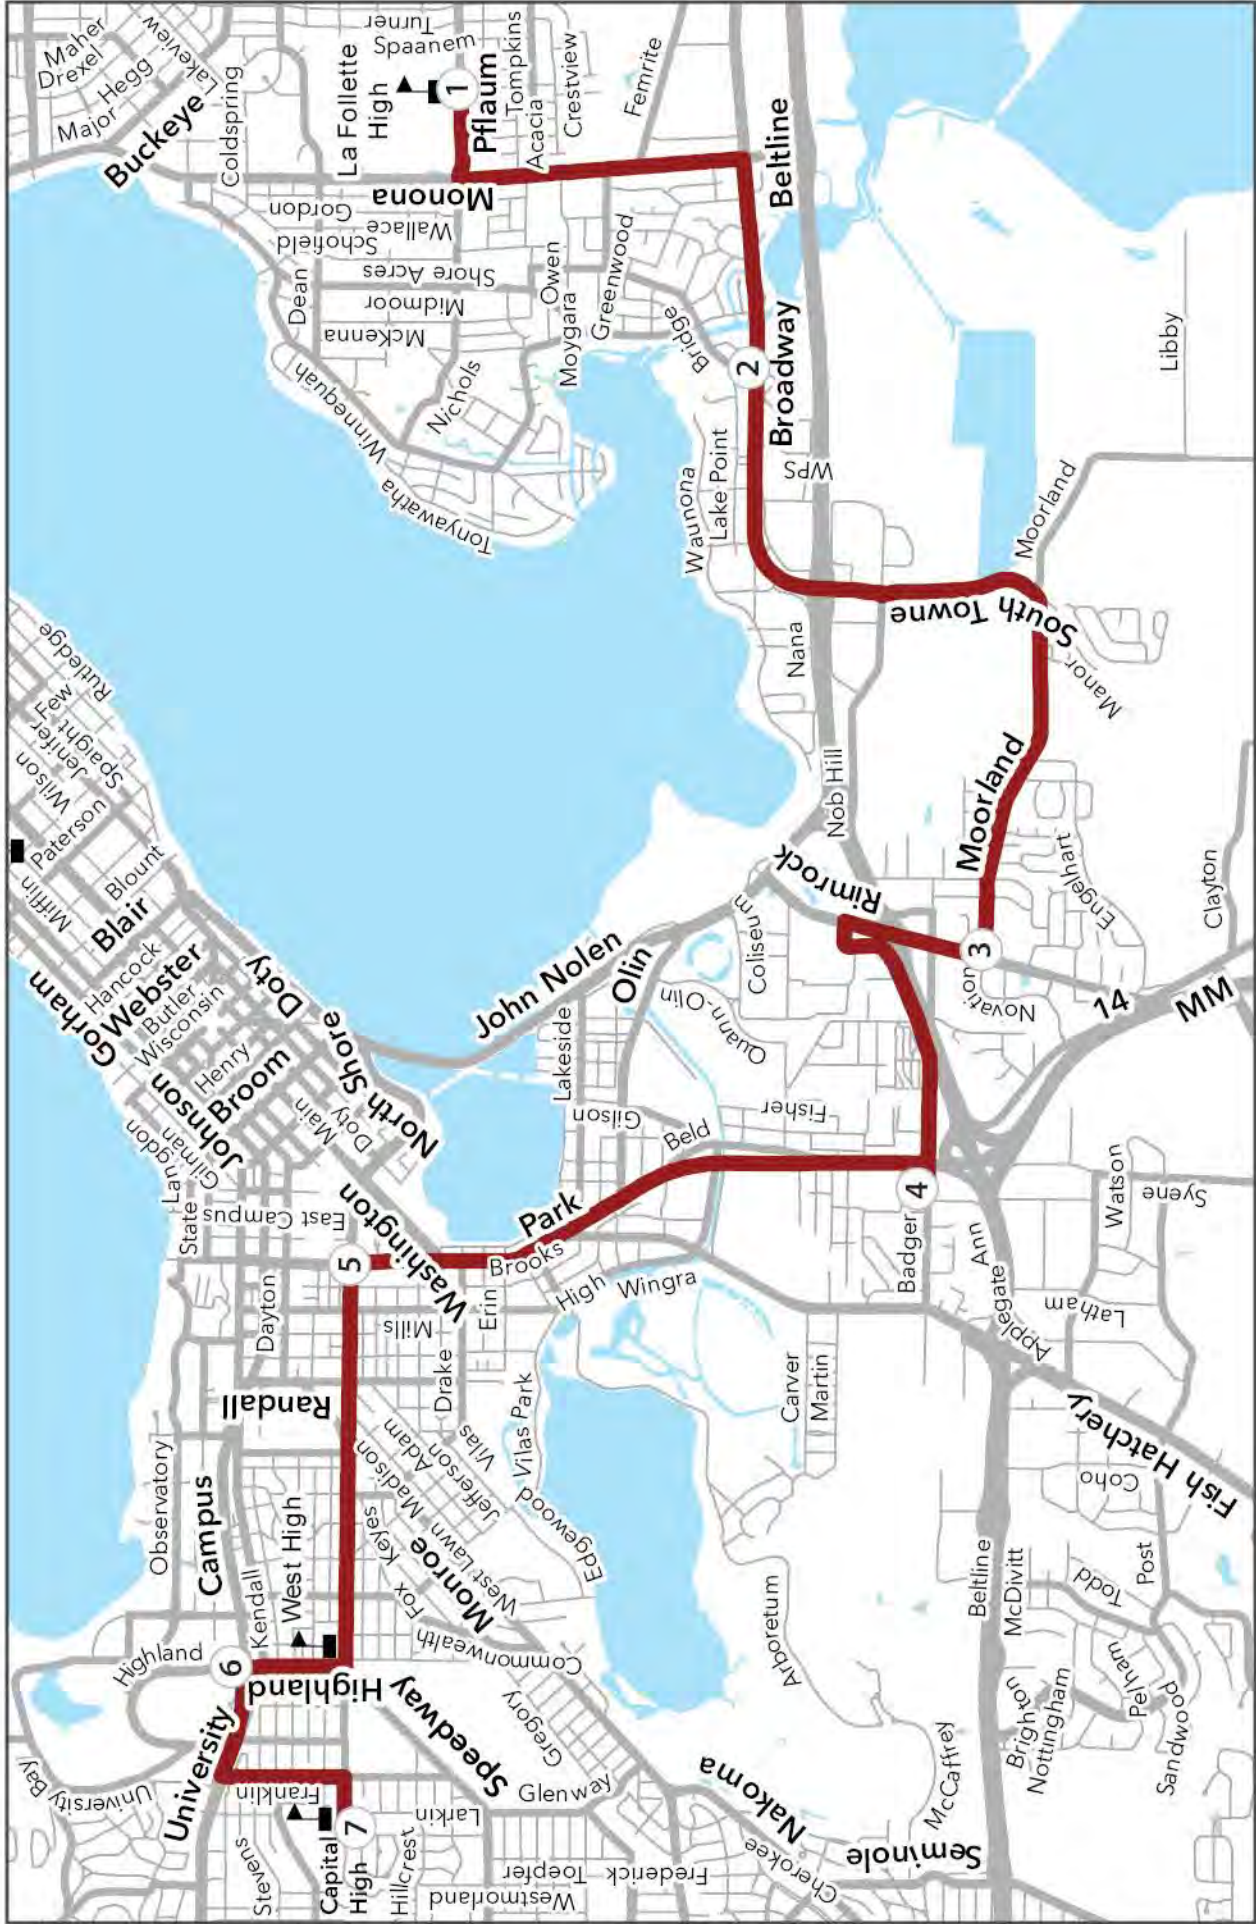 Maher
Drexel
Hegg
Major
Lakeview
Buckeye
Coldspring
La Follette
High
Turner
Spaanem
1
Pflaum
Tompkins
Acacia
Crestview
Femrite
Monona
Gordon
Schofield
Wallace
Dean
Shore Acres
Midmoor
McKenna
Owen
Moygara
Greenwood
Bridge
Beltline
Winnequah
Nichols
Tonyawatha
2
Broadway
Waunona
Lake Point
WPS
Libby
Moorland
South Towne
Manor
Nana
Nob Hill
Rutledge
Few
Spaight
Jenifer
Wilson
Paterson
Mifflin
Blount
Blair
Hancock
Webster
Butler
Wisconsin
Gorham
Doty
Henry
Broom
Johnson
Main
Doty
North Shore
Gilman
Langdon
State
East Campus
Washington
John Nolen
Olin
Rimrock
Coliseum
Quann-Olin
Lakeside
Gilson
Beld
Fisher
Moorland
Engelhart
3
Novation
14
MM
Clayton
Park
Brooks
4
Badger
Ann
Applegate
Watson
Syene
Latham
5
Dayton
Mills
Erin
High
Wingra
Drake
Randall
Vilas
Vilas Park
Adam
Jefferson
Madison
West Lawn
Edgewood
Keyes
Fox
Monroe
Commonwealth
Carver
Martin
Fish Hatchery
Coho
Post
Todd
McDivitt
Beltline
Pelham
Sandwood
Brighton
Nottingham
Arboretum
McCaffrey
Observatory
Campus
Kendall
West High
6
Highland
Highland
University
University Bay
Franklin
Stevens
Capital
High
7
Hillcrest
Larkin
Speedway
Gregory
Glenway
Toepfer
Westmorland
Frederick
Cherokee
Nakoma
Seminole